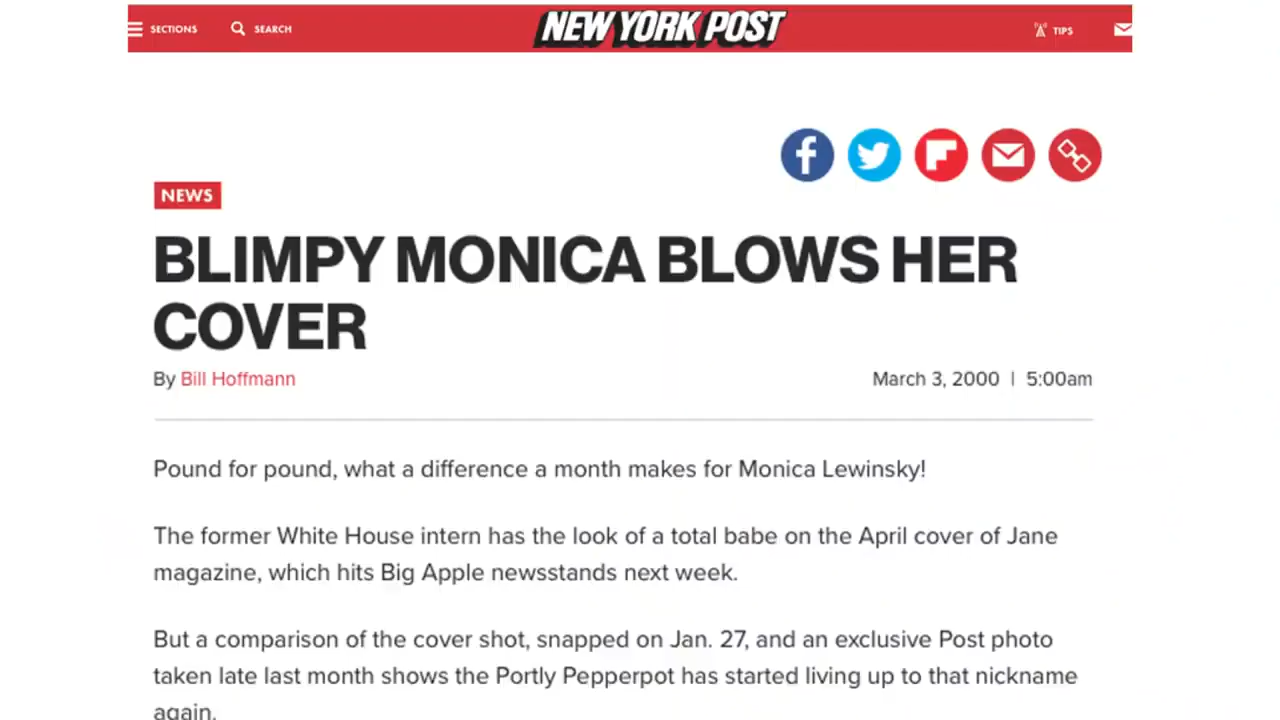 SECTIONS SEARCH NEW YORK POST TIPS
NEWS
BLIMPY MONICA BLOWS HER
COVER
By Bill Hoffmann March 3, 2000 | 5:00am
Pound for pound, what a difference a month makes for Monica Lewinsky!
The former White House intern has the look of a total babe on the April cover of Jane
magazine, which hits Big Apple newsstands next week.
But a comparison of the cover shot, snapped on Jan. 27, and an exclusive Post photo
taken late last month shows the Portly Pepperpot has started living up to that nickname
again.